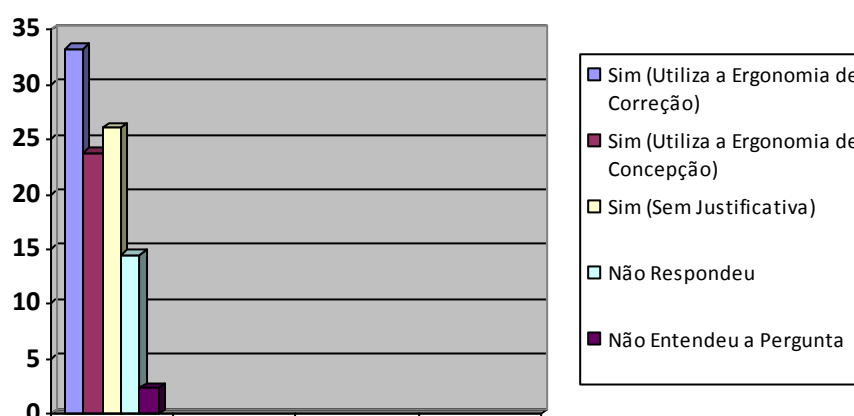 35
30
25
20
15
10
5
0
Sim (Utiliza a Ergonomia de
Correção)
Sim (Utiliza a Ergonomia de
Concepção)
Sim (Sem Justificativa)
Não Respondeu
Não Entendeu a Pergunta